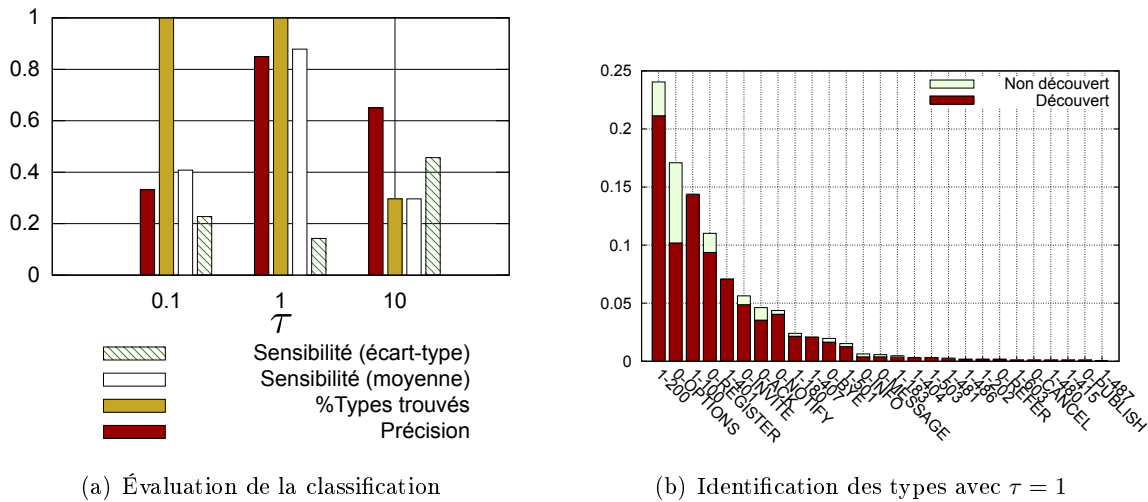 1
0.8
0.6
0.4
0.2
0
0.1
1
10
τ
Sensibilité (écart-type)
Sensibilité (moyenne)
%Types trouvés
Précision
(a) Évaluation de la classification
0.25
0.2
0.15
0.1
0.05
0
Non découvert
Découvert
1-200
0-OPTIONS
1-100
0-REGISTER
1-401
0-INVITE
0-ACK
0-NOTIFY
1-180
1-407
0-BYE
0-INFO
0-MESSAGE
1-183
1-404
1-503
1-481
1-486
1-202
0-REFER
1-603
0-CANCEL
1-480
1-415
0-PUBLISH
1-487
(b) Identification des types avec τ = 1